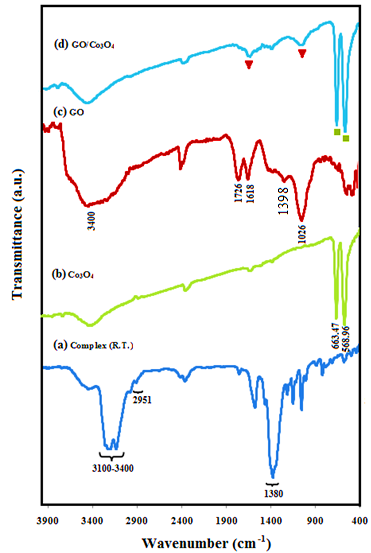 (d) GO/Co₃O₄
(c) GO
3400
1726
1618
1398
1026
(b) Co₃O₄
663.47
568.96
(a) Complex (R.T.)
2951
3100-3400
1380
3900 3400 2900 2400 1900 1400 900 400
Wavenumber (cm⁻¹)
Transmittance (a.u.)